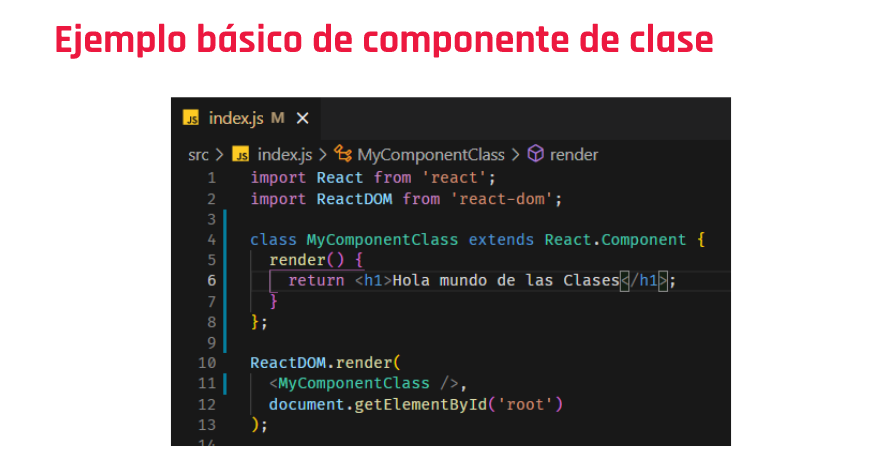 Ejemplo básico de componente de clase
JS index.js M ×
src > JS index.js > MyComponentClass > render
1 import React from 'react';
2 import ReactDOM from 'react-dom';
3
4 class MyComponentClass extends React.Component {
5 render() {
6 return <h1>Hola mundo de las Clases</h1>;
7 }
8 };
9
10 ReactDOM.render(
11 <MyComponentClass />,
12 document.getElementById('root')
13 );
14